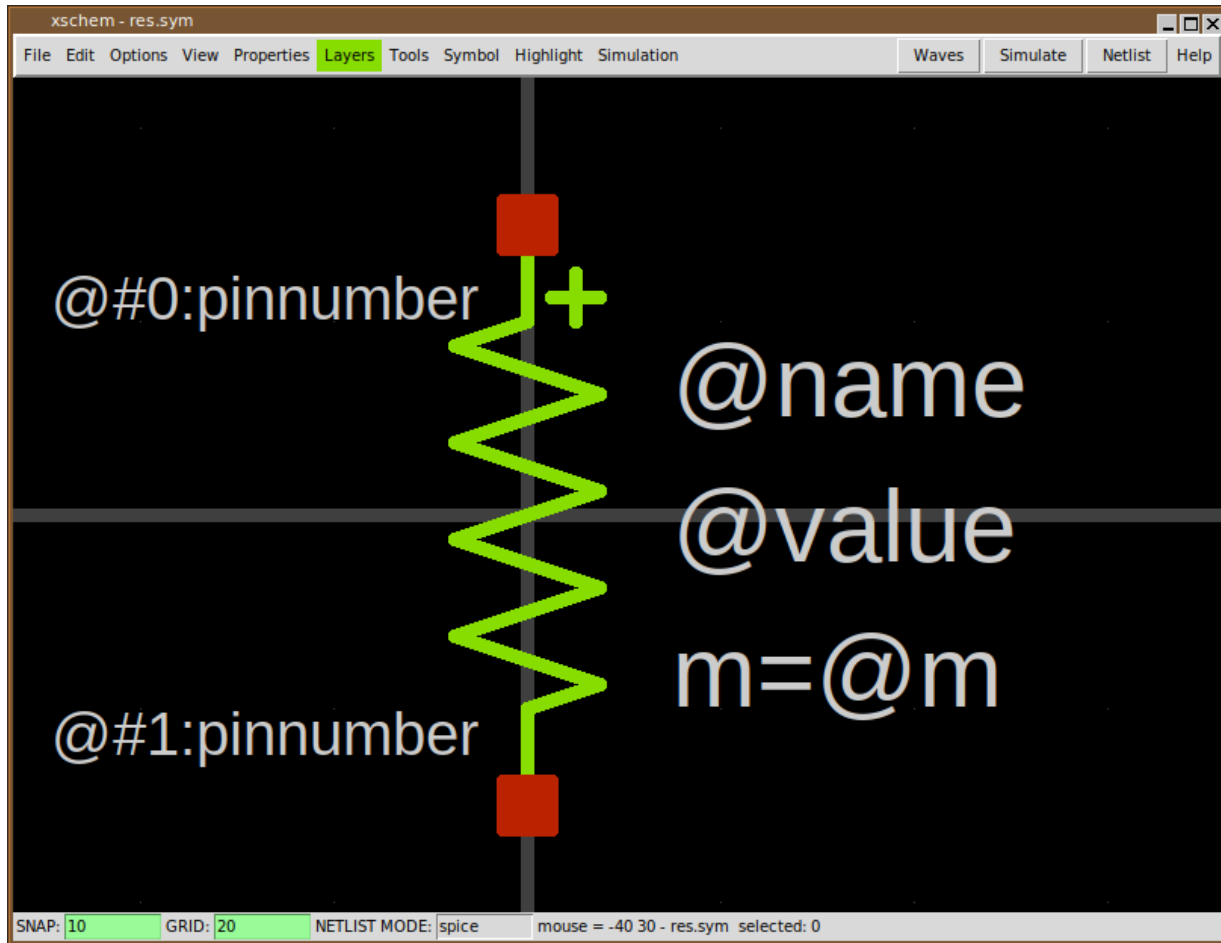 xschem - res.sym
File Edit Options View Properties Layers Tools Symbol Highlight Simulation Waves Simulate Netlist Help
@#0:pinnumber
@name
@value
m=@m
@#1:pinnumber
SNAP: 10 GRID: 20 NETLIST MODE: spice mouse = -40 30 - res.sym selected: 0